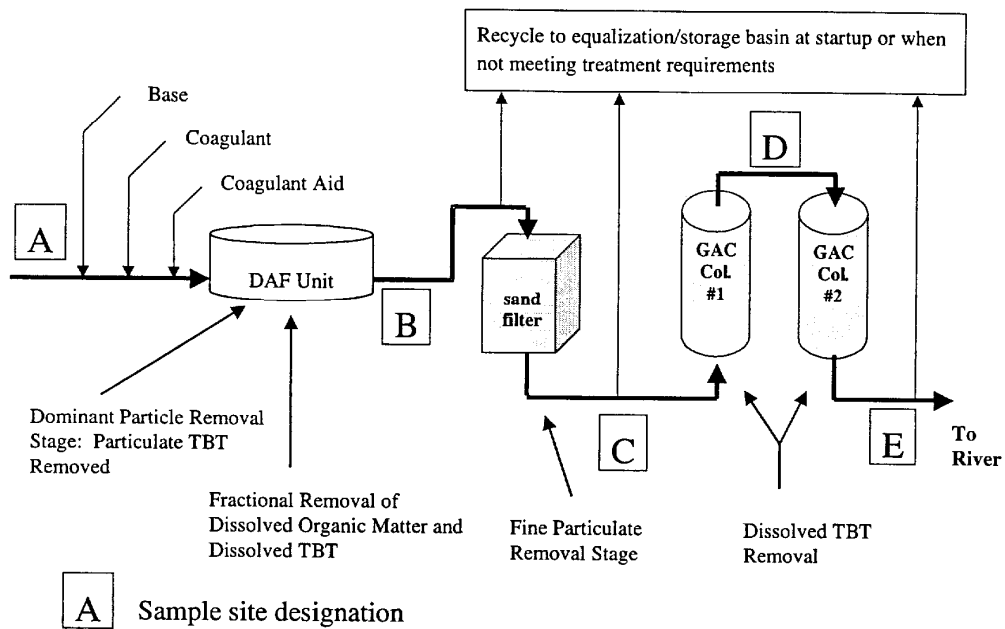 Recycle to equalization/storage basin at startup or when
not meeting treatment requirements
Base
Coagulant
Coagulant Aid
A
DAF Unit
B
sand
filter
C
GAC
Col.
#1
D
GAC
Col.
#2
E
To
River
Dominant Particle Removal
Stage: Particulate TBT
Removed
Fractional Removal of
Dissolved Organic Matter and
Dissolved TBT
Fine Particulate
Removal Stage
Dissolved TBT
Removal
A
Sample site designation